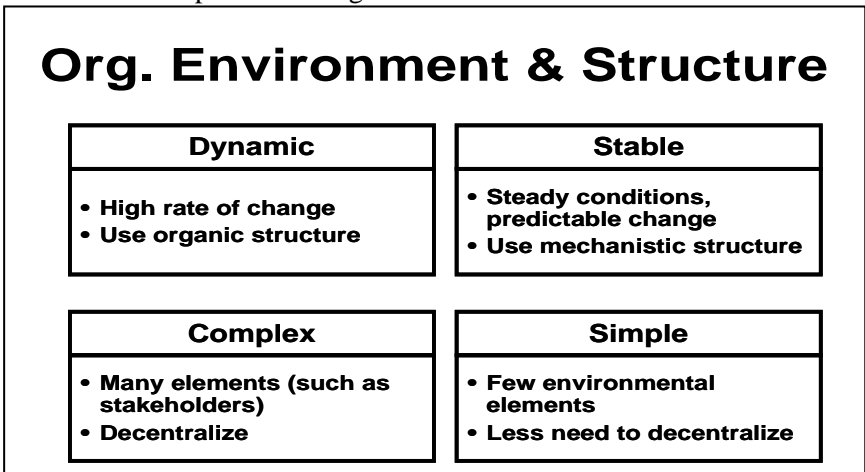 Org. Environment & Structure
Dynamic
• High rate of change
• Use organic structure
Stable
• Steady conditions,
predictable change
• Use mechanistic structure
Complex
• Many elements (such as
stakeholders)
• Decentralize
Simple
• Few environmental
elements
• Less need to decentralize